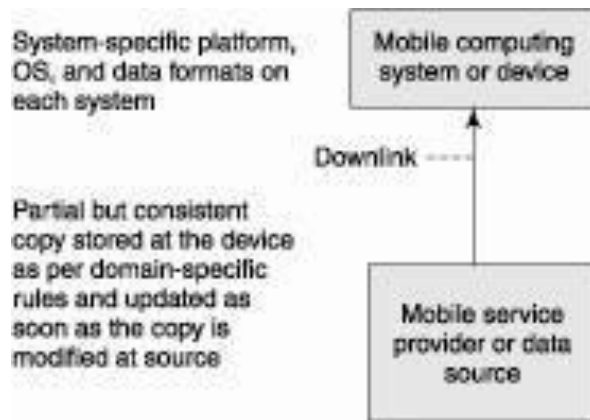 System-specific platform,
OS, and data formats on
each system
Mobile computing
system or device
Downlink
Partial but consistent
copy stored at the device
as per domain-specific
rules and updated as
soon as the copy is
modified at source
Mobile service
provider or data
source